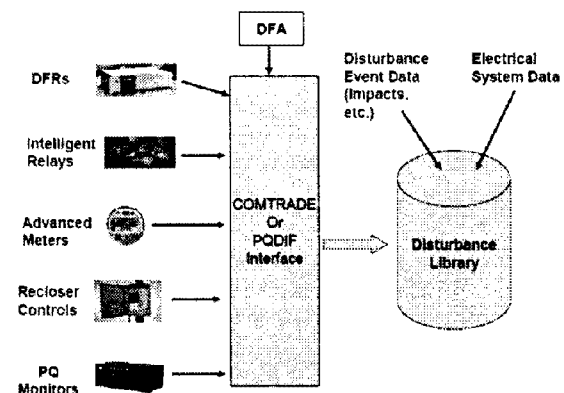 DFA
DFRs
Intelligent
Relays
Advanced
Meters
Recloser
Controls
PQ
Monitors
COMTRADE
Or
PQDIF
Interface
Disturbance
Event Data
(Impacts,
etc.)
Electrical
System Data
Disturbance
Library